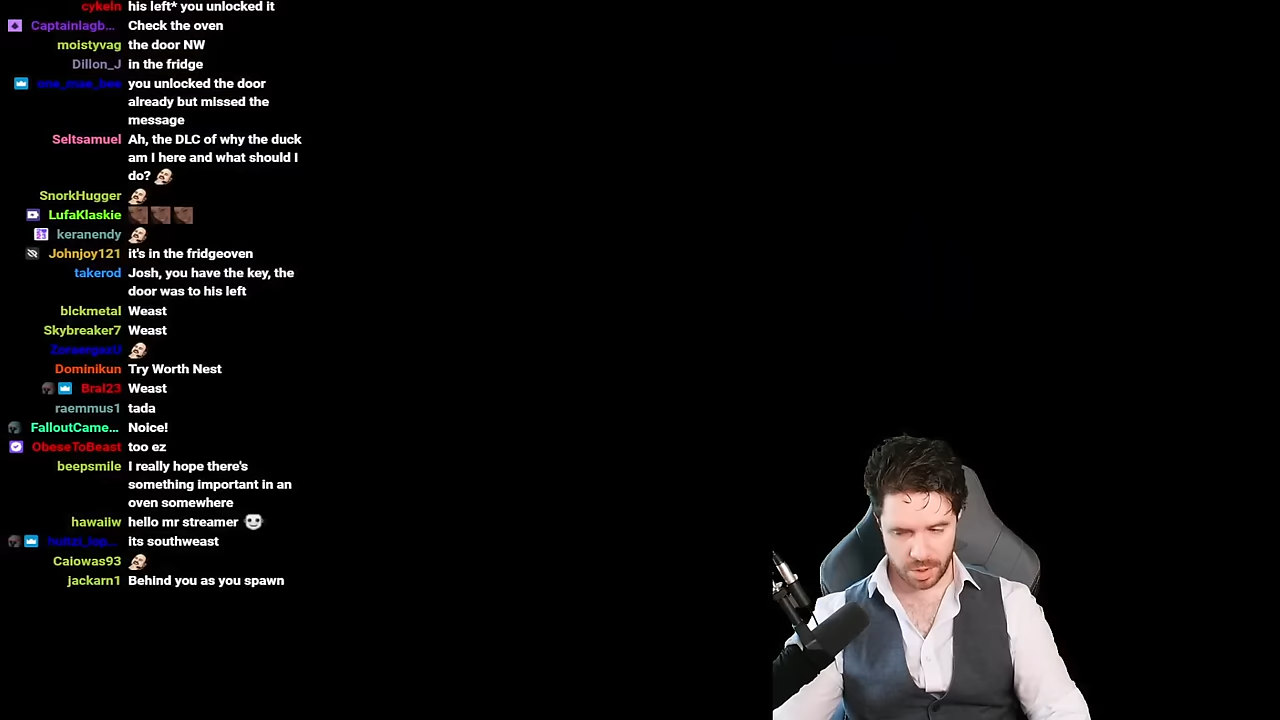 cykeln his left* you unlocked it
Captainlagb... Check the oven
moistyvag the door NW
Dillon_J in the fridge
one_mae_bee you unlocked the door
already but missed the
message
Seltsamuel Ah, the DLC of why the duck
am I here and what should I
do?
SnorkHugger
LufaKlaskie
keranendy
Johnjoy121 it's in the fridgeoven
takerod Josh, you have the key, the
door was to his left
blckmetal Weast
Skybreaker7 Weast
Dominikun Try Worth Nest
Bral23 Weast
raemmus1 tada
FalloutCame... Noice!
ObeseToBeast too ez
beepsmile I really hope there's
something important in an
oven somewhere
hawaiiw hello mr streamer
its southwest
Caiowas93
jackarn1 Behind you as you spawn